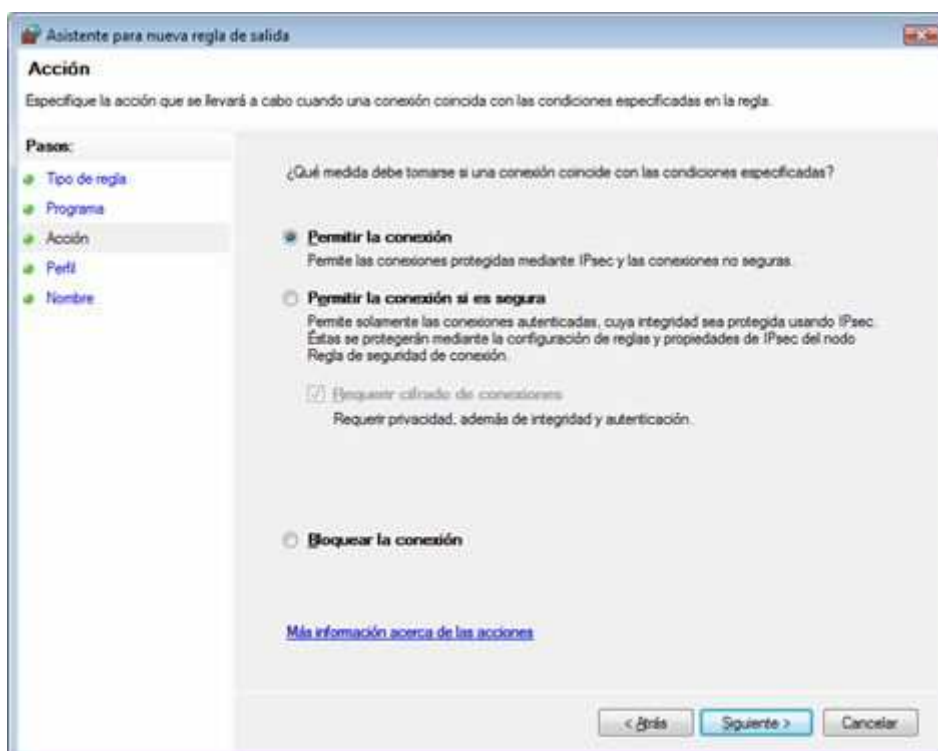 Asistente para nueva regla de salida
Acción
Especifique la acción que se llevará a cabo cuando una conexión coincida con las condiciones especificadas en la regla.
Pasos:
Tipo de regla
Programa
Acción
Perfil
Nombre
¿Qué medida debe tomarse si una conexión coincide con las condiciones especificadas?
Permitir la conexión
Permite las conexiones protegidas mediante IPsec y las conexiones no seguras.
Permitir la conexión si es segura
Permite solamente las conexiones autenticadas, cuya integridad sea protegida usando IPsec.
Éstas se protegerán mediante la configuración de reglas y propiedades de IPsec del nodo
Regla de seguridad de conexión.
Requerir cifrado de conexiones
Requerir privacidad, además de integridad y autenticación.
Bloquear la conexión
Más información acerca de las acciones
< Atrás
Siguiente >
Cancelar